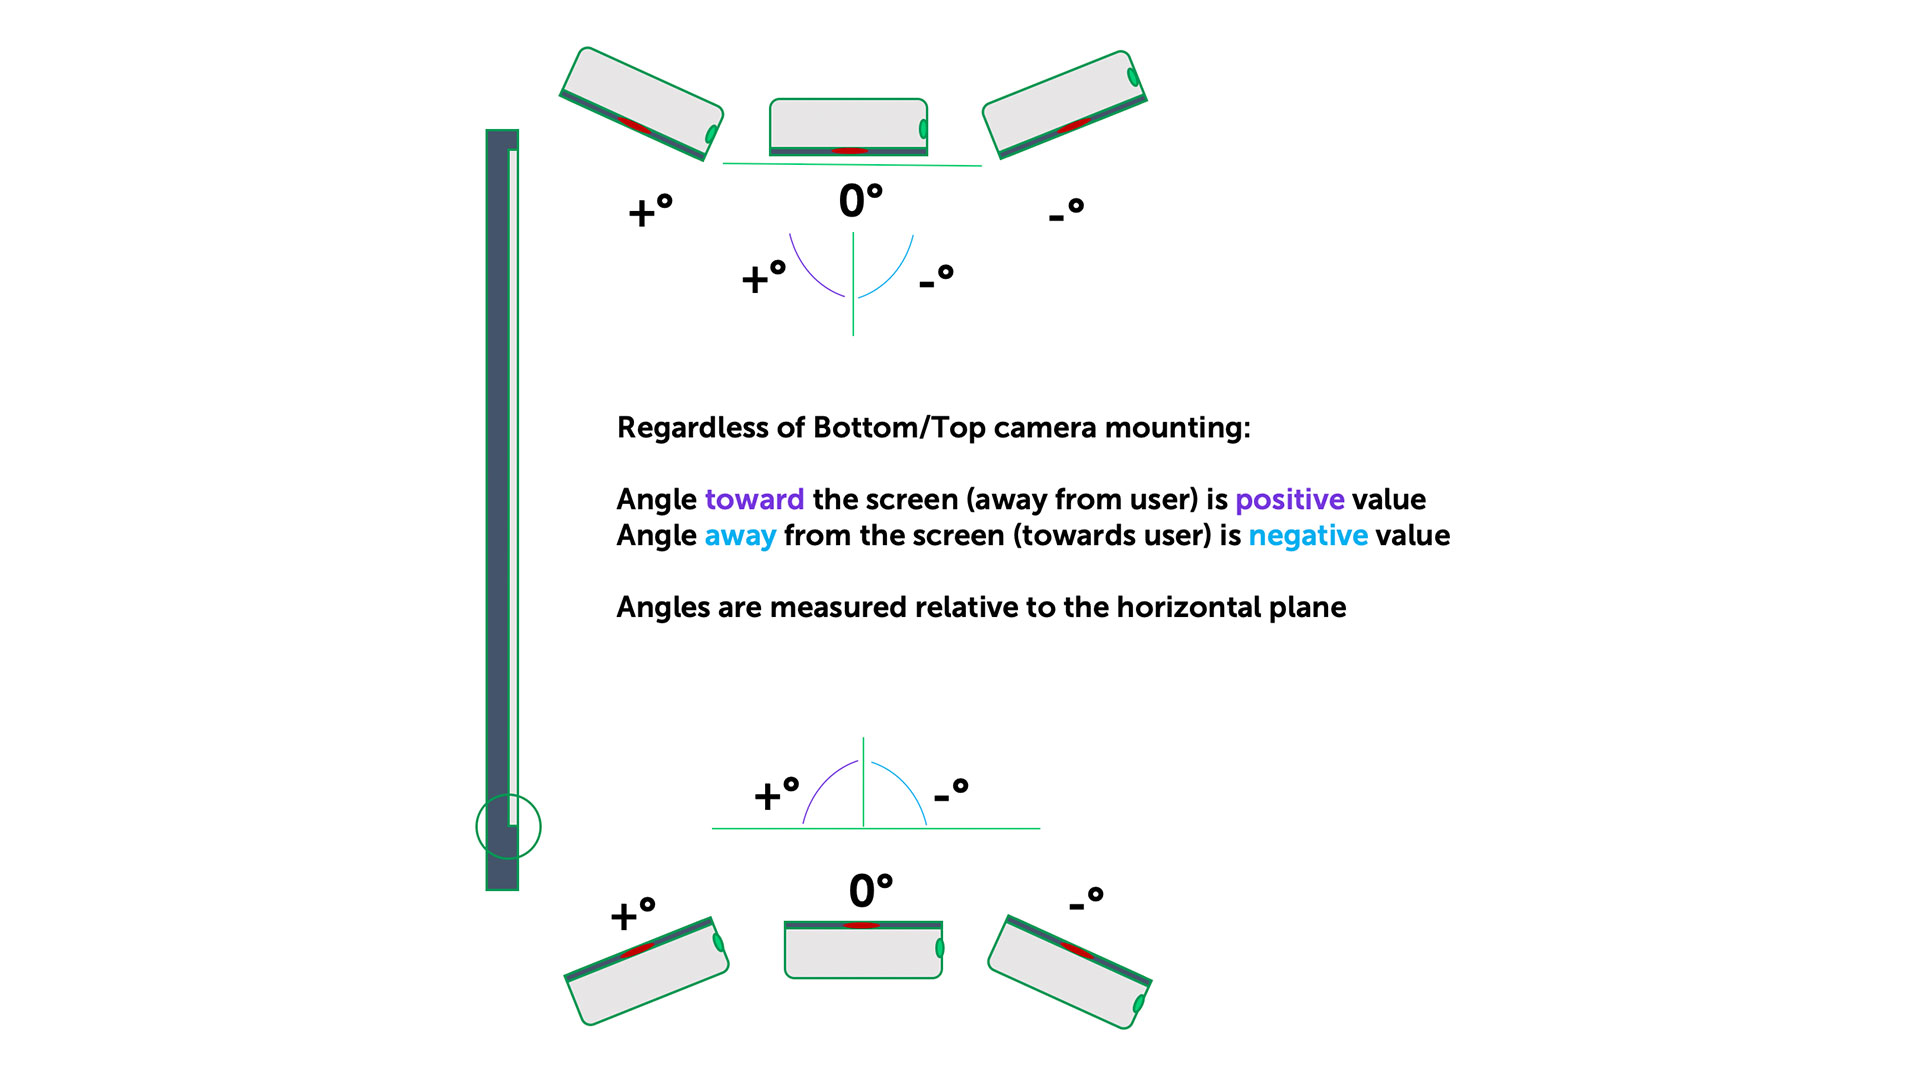 +° 0° -°
+° -°
Regardless of Bottom/Top camera mounting:
Angle toward the screen (away from user) is positive value
Angle away from the screen (towards user) is negative value
Angles are measured relative to the horizontal plane
+° -°
+° 0° -°